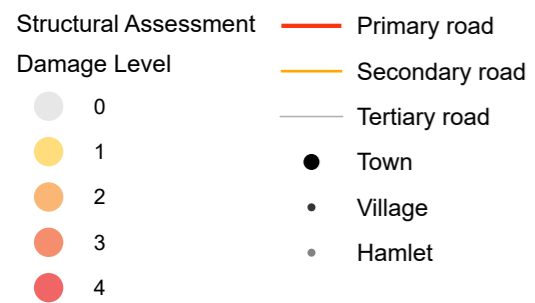 Structural Assessment
Damage Level
0
1
2
3
4
Primary road
Secondary road
Tertiary road
Town
Village
Hamlet